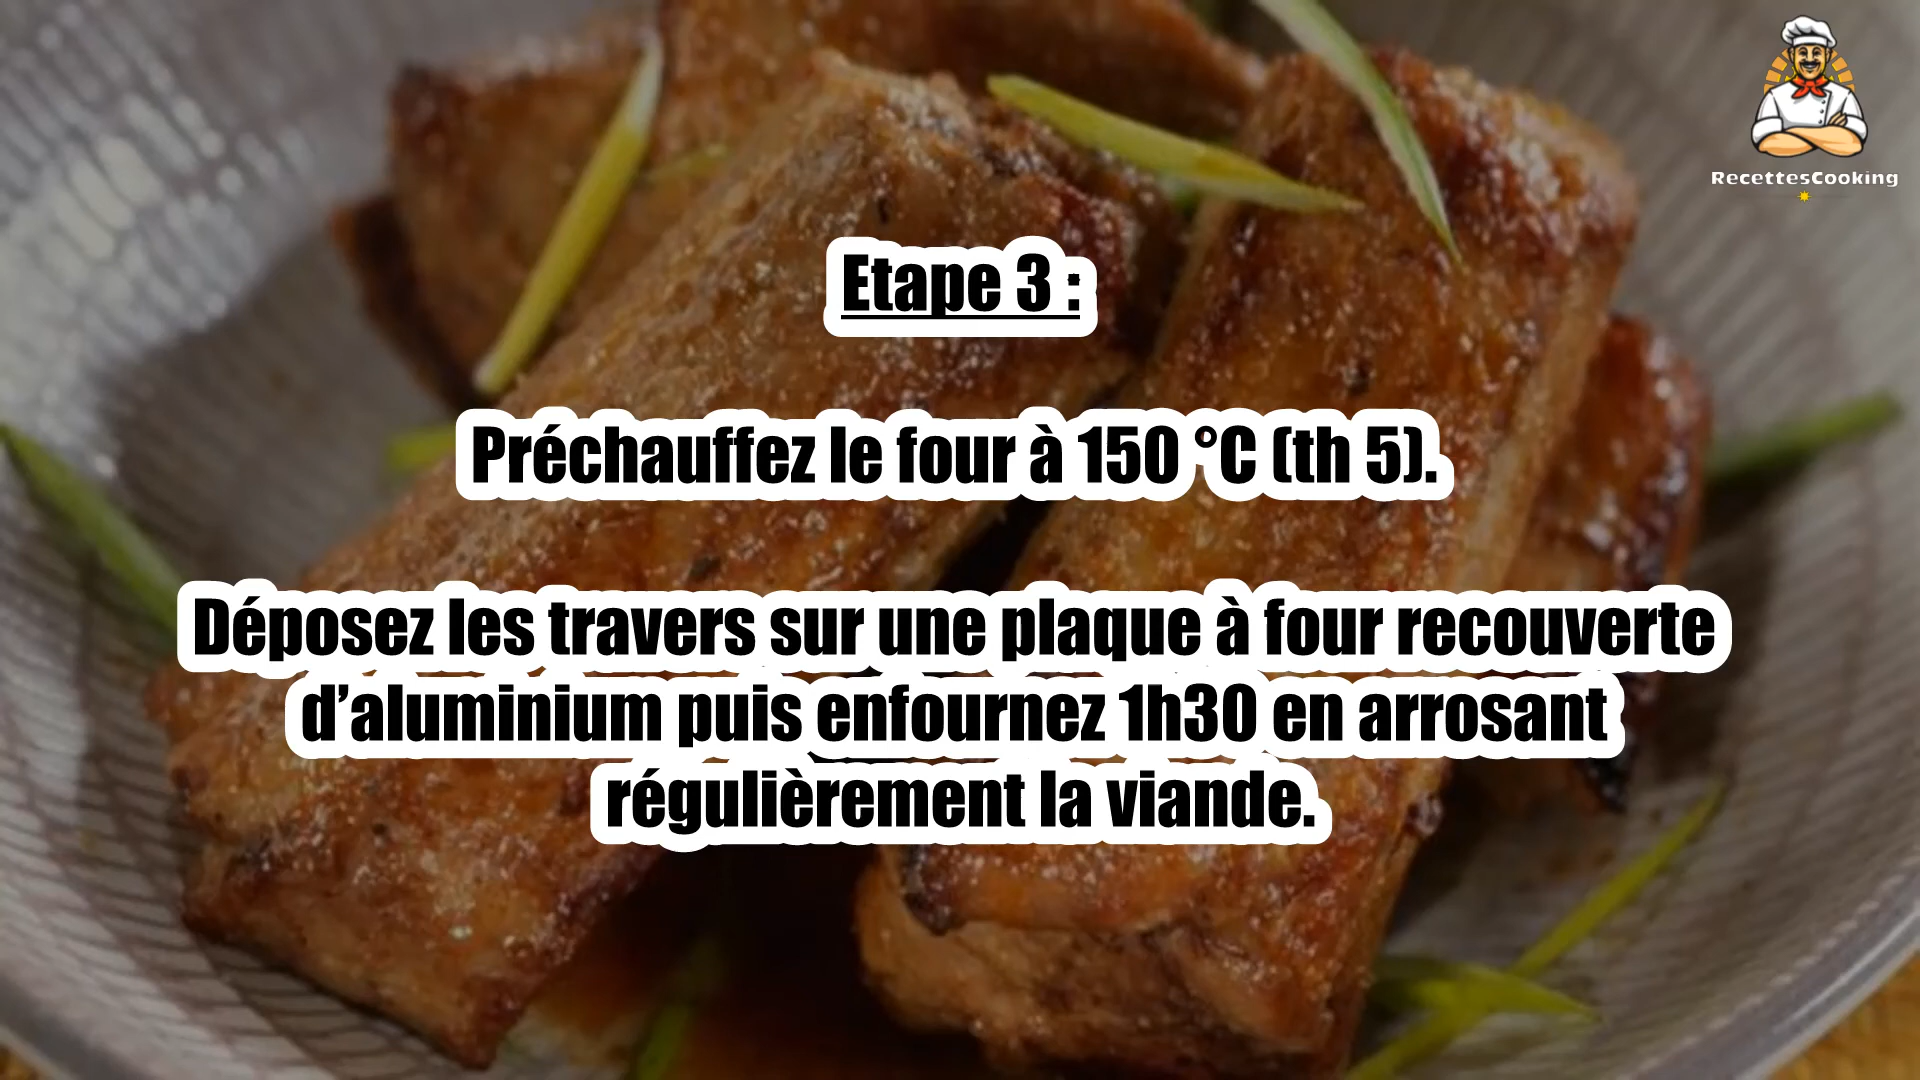 RecettesCooking
Etape 3 :
Préchauffez le four à 150 °C (th 5).
Déposez les travers sur une plaque à four recouverte
d’aluminium puis enfournez 1h30 en arrosant
régulièrement la viande.